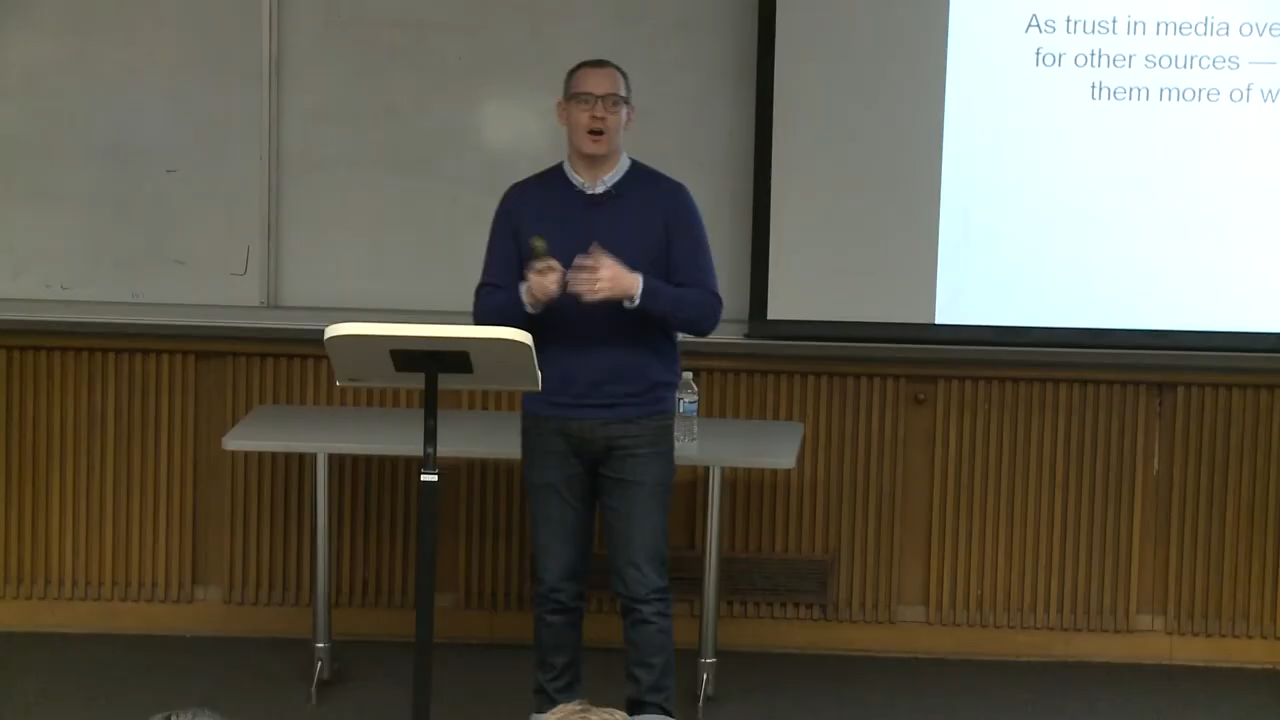 As trust in media ove
for other sources —
them more of w